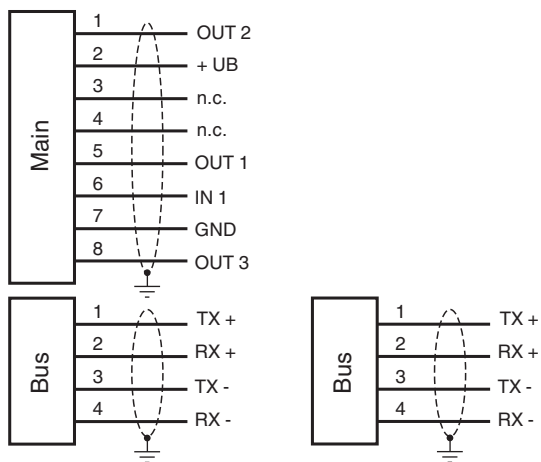 Main
1 OUT 2
2 + UB
3 n.c.
4 n.c.
5 OUT 1
6 IN 1
7 GND
8 OUT 3
Bus
1 TX +
2 RX +
3 TX -
4 RX -
Bus
1 TX +
2 RX +
3 TX -
4 RX -